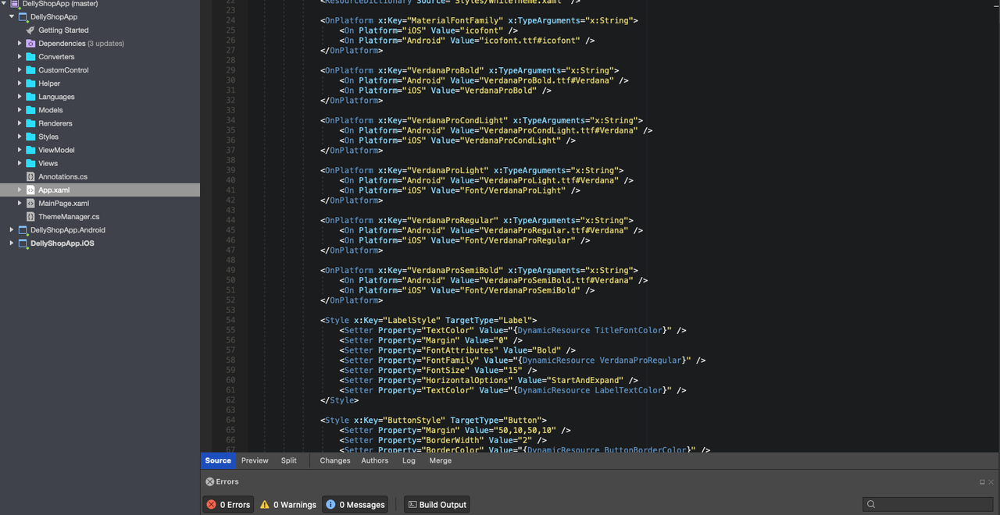 DellyShopApp (master)
DellyShopApp
Getting Started
Dependencies (3 updates)
Converters
CustomControl
Helper
Languages
Models
Renderers
Styles
ViewModel
Views
Annotations.cs
App.xaml
MainPage.xaml
ThemeManager.cs
DellyShopApp.Android
DellyShopApp.iOS
22 <ResourceDictionary Source="Styles/WhiteTheme.xaml" />
23
24 <OnPlatform x:Key="MaterialFontFamily" x:TypeArguments="x:String">
25 <On Platform="iOS" Value="icofont" />
26 <On Platform="Android" Value="icofont.ttf#icofont" />
27 </OnPlatform>
28
29 <OnPlatform x:Key="VerdanaProBold" x:TypeArguments="x:String">
30 <On Platform="Android" Value="VerdanaProBold.ttf#Verdana" />
31 <On Platform="iOS" Value="VerdanaProBold" />
32 </OnPlatform>
33
34 <OnPlatform x:Key="VerdanaProCondLight" x:TypeArguments="x:String">
35 <On Platform="Android" Value="VerdanaProCondLight.ttf#Verdana" />
36 <On Platform="iOS" Value="VerdanaProCondLight" />
37 </OnPlatform>
38
39 <OnPlatform x:Key="VerdanaProLight" x:TypeArguments="x:String">
40 <On Platform="Android" Value="VerdanaProLight.ttf#Verdana" />
41 <On Platform="iOS" Value="Font/VerdanaProLight" />
42 </OnPlatform>
43
44 <OnPlatform x:Key="VerdanaProRegular" x:TypeArguments="x:String">
45 <On Platform="Android" Value="VerdanaProRegular.ttf#Verdana" />
46 <On Platform="iOS" Value="Font/VerdanaProRegular" />
47 </OnPlatform>
48
49 <OnPlatform x:Key="VerdanaProSemiBold" x:TypeArguments="x:String">
50 <On Platform="Android" Value="VerdanaProSemiBold.ttf#Verdana" />
51 <On Platform="iOS" Value="Font/VerdanaProSemiBold" />
52 </OnPlatform>
53
54 <Style x:Key="LabelStyle" TargetType="Label">
55 <Setter Property="TextColor" Value="{DynamicResource TitleFontColor}" />
56 <Setter Property="Margin" Value="0" />
57 <Setter Property="FontAttributes" Value="Bold" />
58 <Setter Property="FontFamily" Value="{DynamicResource VerdanaProRegular}" />
59 <Setter Property="FontSize" Value="15" />
60 <Setter Property="HorizontalOptions" Value="StartAndExpand" />
61 <Setter Property="TextColor" Value="{DynamicResource LabelTextColor}" />
62 </Style>
63
64 <Style x:Key="ButtonStyle" TargetType="Button">
65 <Setter Property="Margin" Value="50,10,50,10" />
66 <Setter Property="BorderWidth" Value="2" />
67 <Setter Property="BorderColor" Value="{DynamicResource ButtonBorderColor}" />
Source Preview Split Changes Authors Log Merge
Errors
0 Errors 0 Warnings 0 Messages Build Output